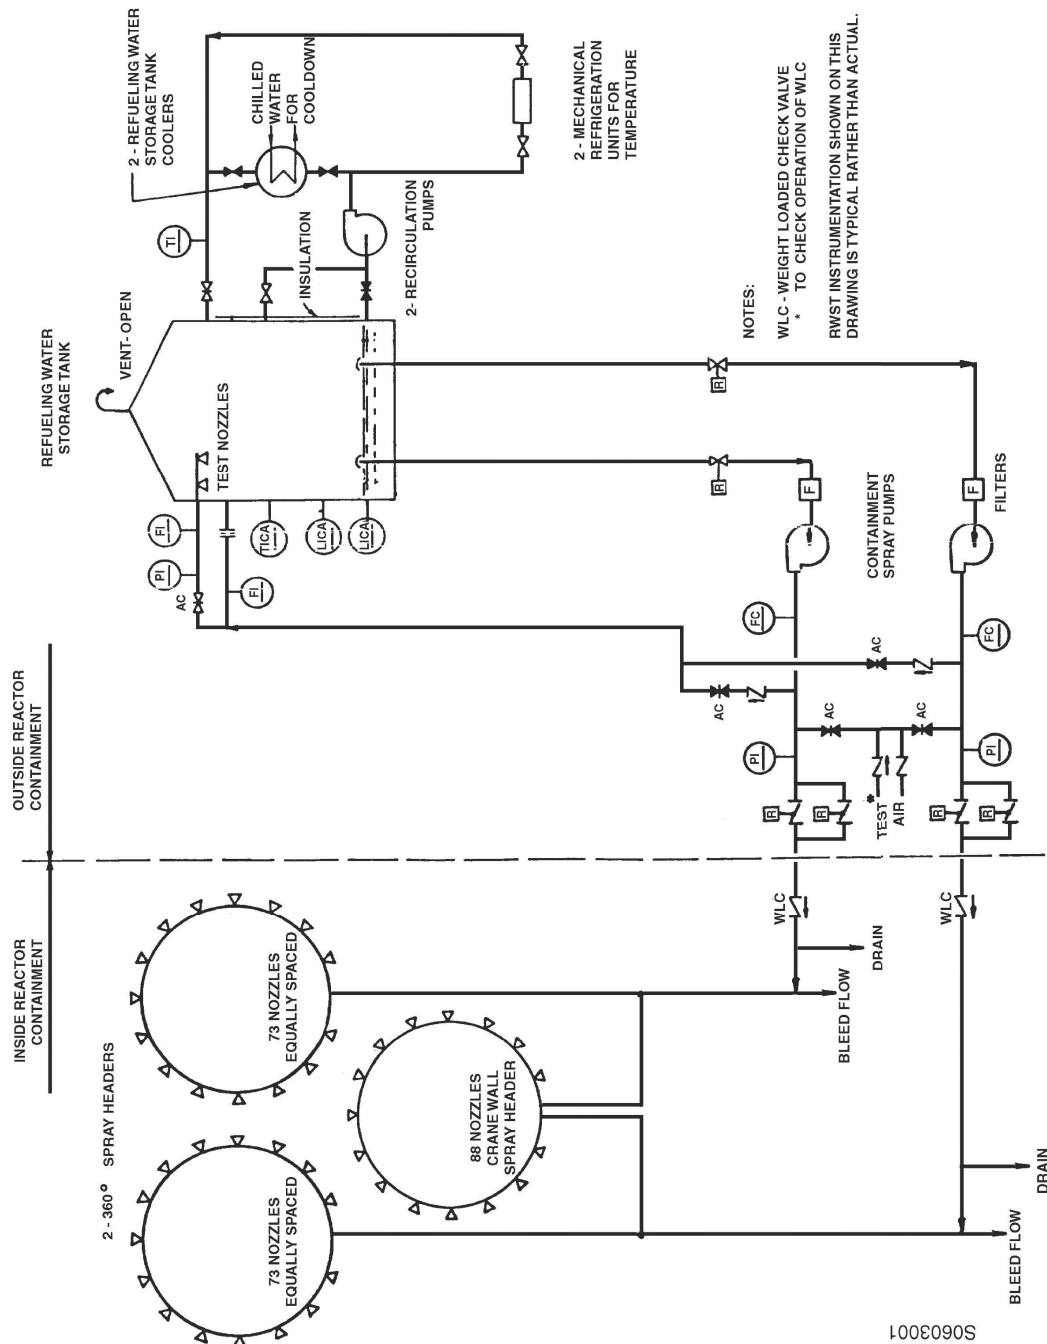 INSIDE REACTOR
CONTAINMENT
OUTSIDE REACTOR
CONTAINMENT
2 - 360° SPRAY HEADERS
73 NOZZLES
EQUALLY SPACED
73 NOZZLES
EQUALLY SPACED
88 NOZZLES
CRANE WALL
SPRAY HEADER
REFUELING WATER
STORAGE TANK
VENT- OPEN
TEST NOZZLES
FI
PI
AC
FI
TICA
LICA
LICA
TI
INSULATION
2 - REFUELING WATER
STORAGE TANK
COOLERS
CHILLED
WATER
FOR
COOLDOWN
2- RECIRCULATION
PUMPS
2 - MECHANICAL
REFRIGERATION
UNITS FOR
TEMPERATURE
R
R
F
F
FILTERS
CONTAINMENT
SPRAY PUMPS
FC
FC
AC
AC
AC
AC
PI
PI
TEST*
AIR
R
R
R
R
WLC
WLC
DRAIN
BLEED FLOW
DRAIN
BLEED FLOW
NOTES:
WLC - WEIGHT LOADED CHECK VALVE
* TO CHECK OPERATION OF WLC
RWST INSTRUMENTATION SHOWN ON THIS
DRAWING IS TYPICAL RATHER THAN ACTUAL.
S0603001